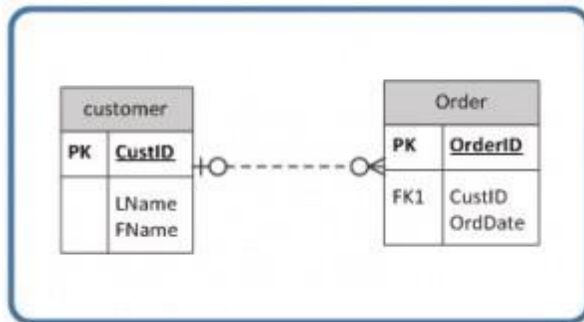 customer
PK CustID
LName
FName
Order
PK OrderID
FK1 CustID
OrdDate